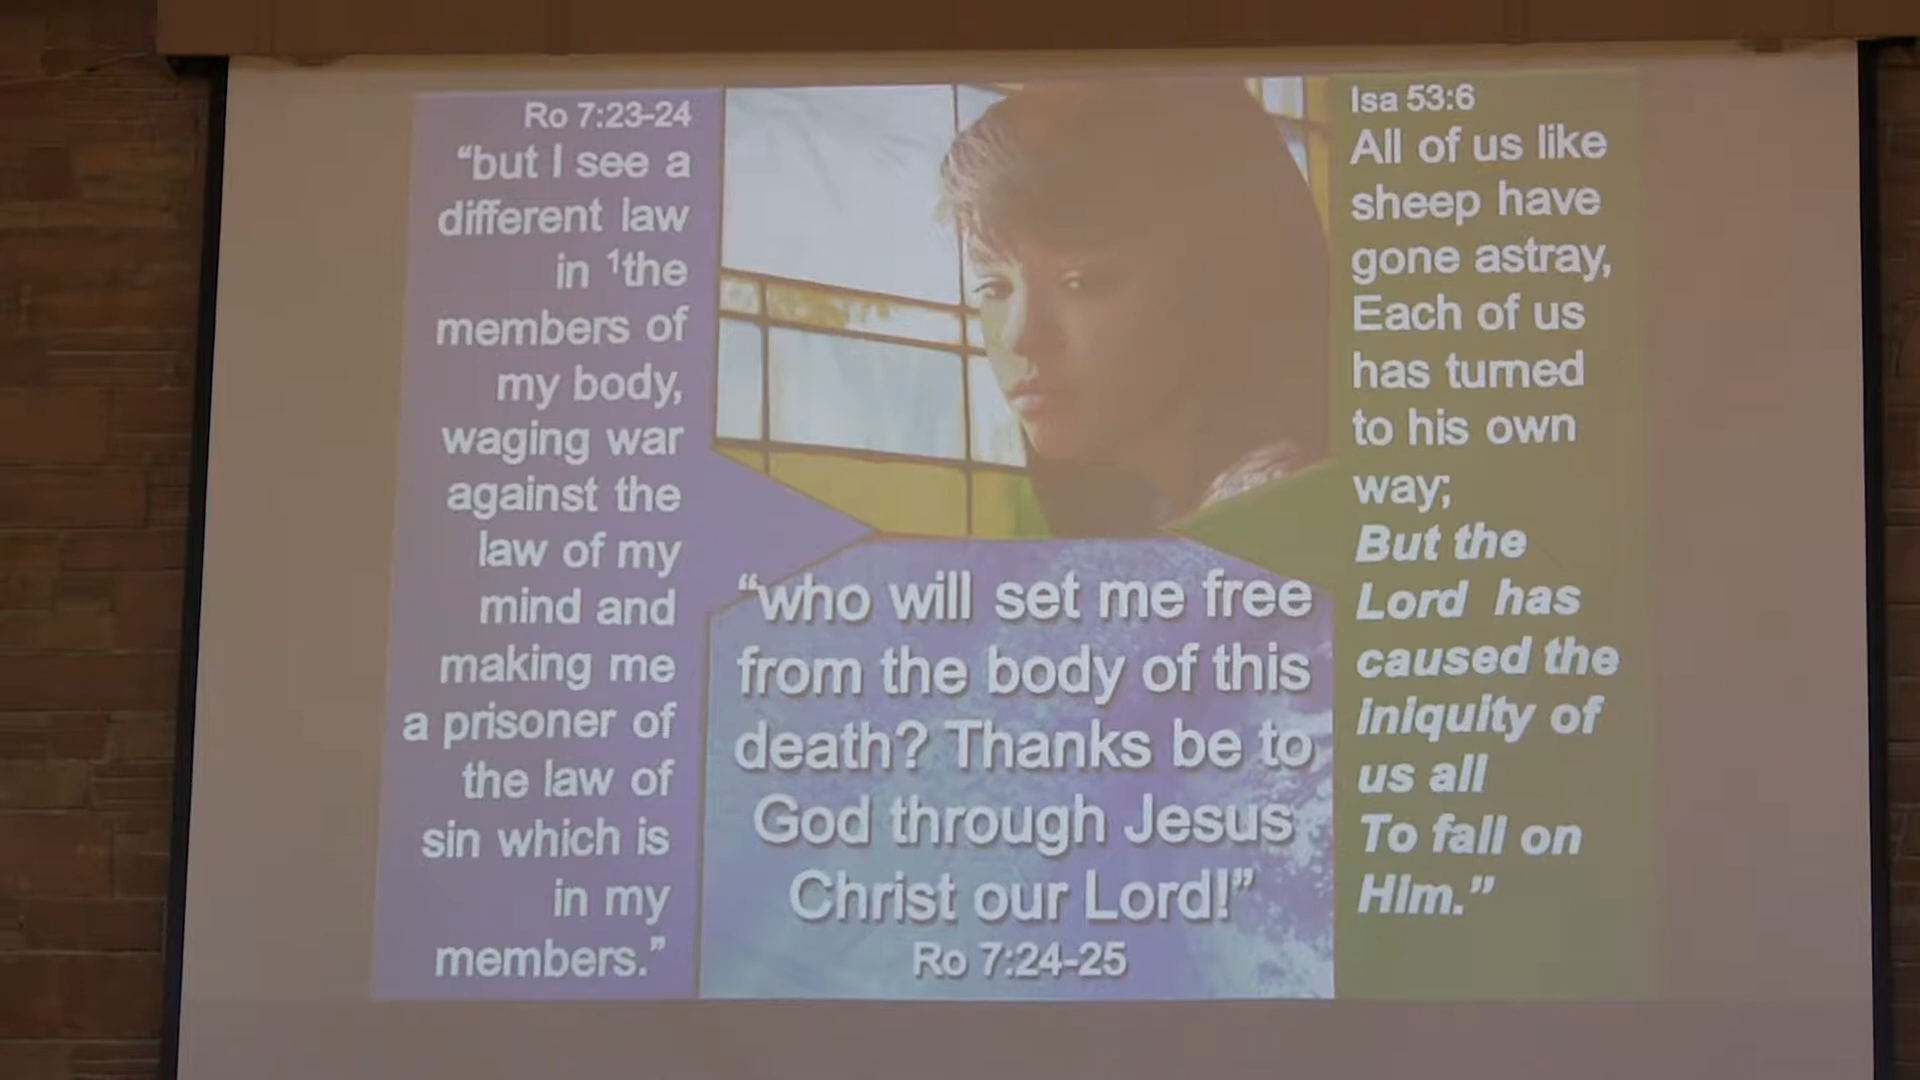 Ro 7:23-24
“but I see a
different law
in ¹the
members of
my body,
waging war
against the
law of my
mind and
making me
a prisoner of
the law of
sin which is
in my
members.”
“who will set me free
from the body of this
death? Thanks be to
God through Jesus
Christ our Lord!”
Ro 7:24-25
Isa 53:6
All of us like
sheep have
gone astray,
Each of us
has turned
to his own
way;
But the
Lord has
caused the
iniquity of
us all
To fall on
Him.”